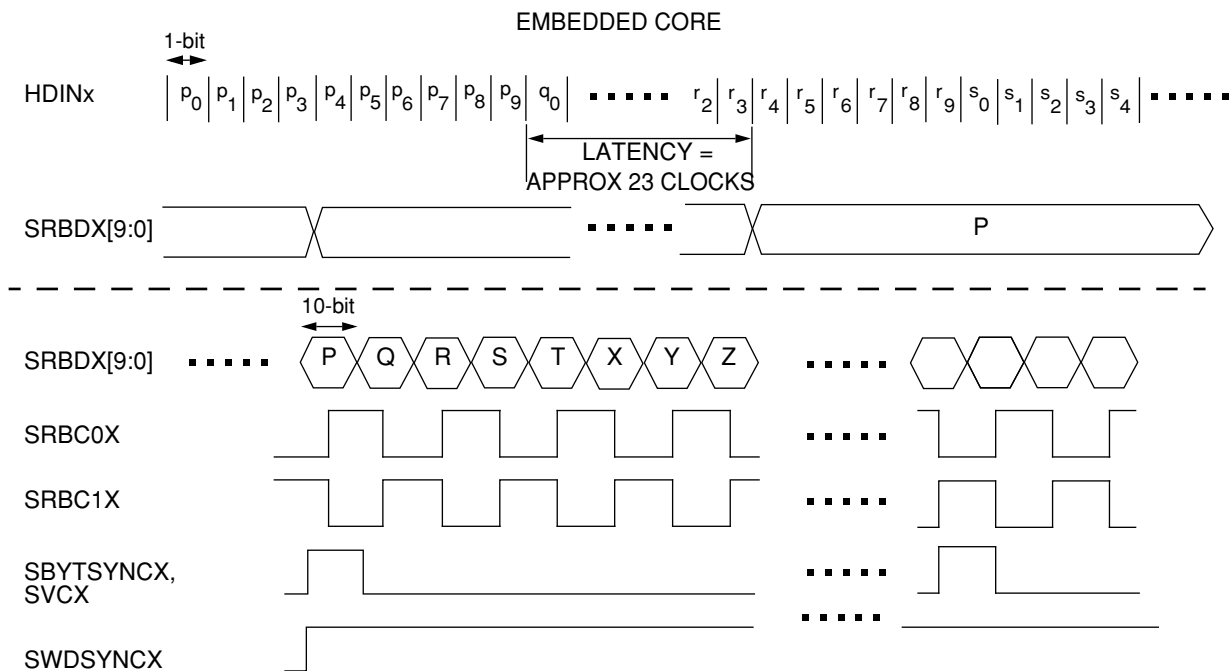 EMBEDDED CORE
1-bit
HDINx p0 p1 p2 p3 p4 p5 p6 p7 p8 p9 q0 r2 r3 r4 r5 r6 r7 r8 r9 s0 s1 s2 s3 s4
LATENCY =
APPROX 23 CLOCKS
SRBDX[9:0] P
10-bit
SRBDX[9:0] P Q R S T X Y Z
SRBC0X
SRBC1X
SBYTSYNCX,
SVCX
SWDSYNCX